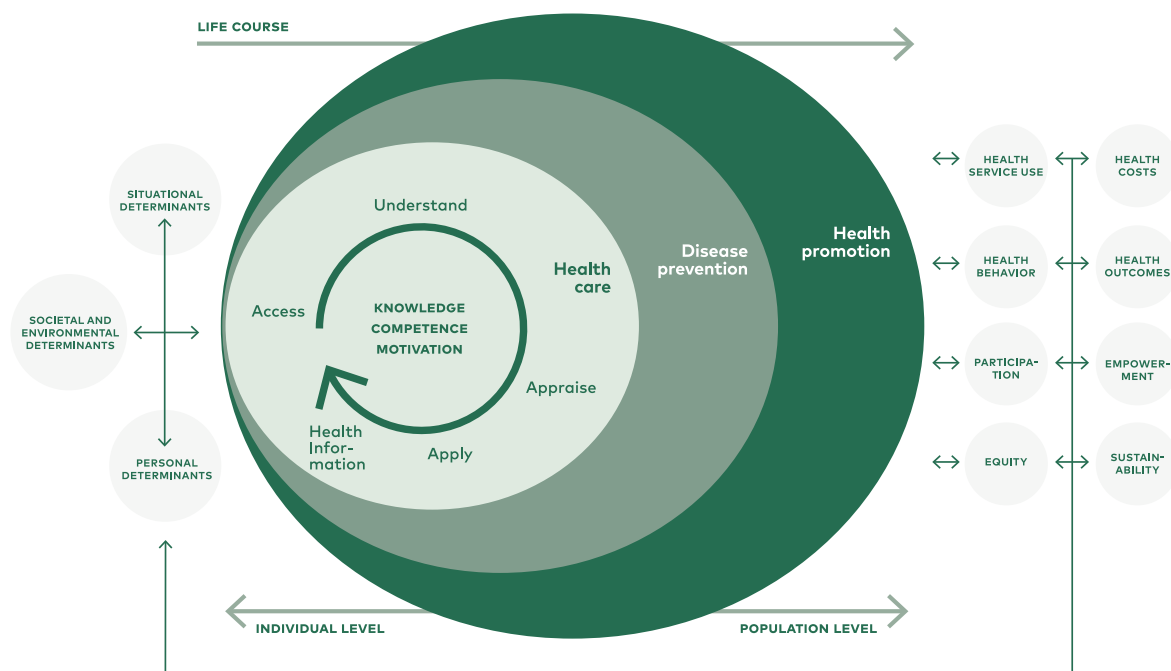 LIFE COURSE
SITUATIONAL
DETERMINANTS
SOCIETAL AND
ENVIRONMENTAL
DETERMINANTS
PERSONAL
DETERMINANTS
Understand
Access
KNOWLEDGE
COMPETENCE
MOTIVATION
Appraise
Apply
Health
Infor-
mation
Health
care
Disease
prevention
Health
promotion
HEALTH
SERVICE USE
HEALTH
COSTS
HEALTH
BEHAVIOR
HEALTH
OUTCOMES
PARTICIPA-
TION
EMPOWER-
MENT
EQUITY
SUSTAIN-
ABILITY
INDIVIDUAL LEVEL
POPULATION LEVEL